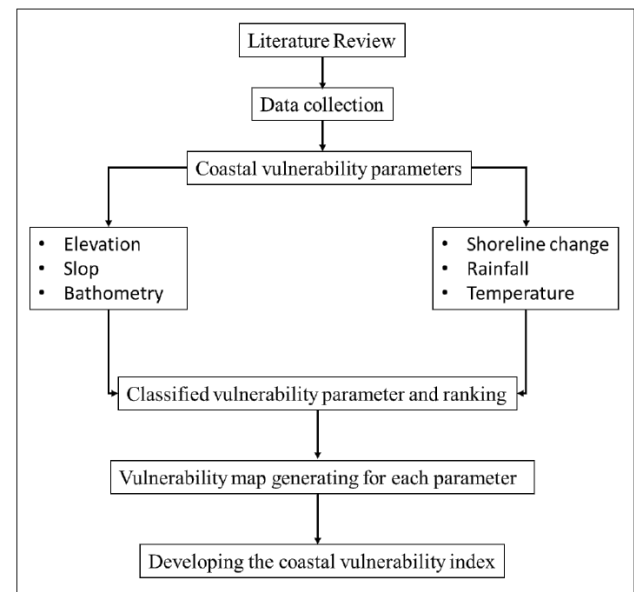 Literature Review
Data collection
Coastal vulnerability parameters
• Elevation
• Slop
• Bathometry
• Shoreline change
• Rainfall
• Temperature
Classified vulnerability parameter and ranking
Vulnerability map generating for each parameter
Developing the coastal vulnerability index